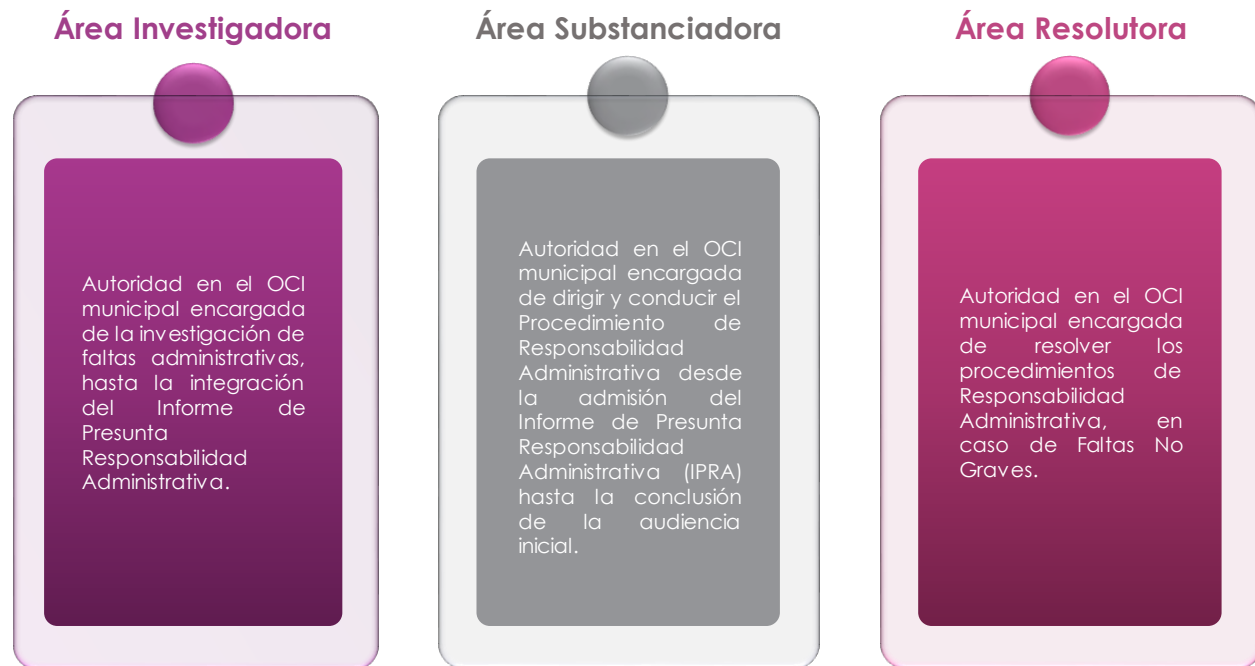 Área Investigadora
Autoridad en el OCI
municipal encargada
de la investigación de
faltas administrativas,
hasta la integración
del Informe de
Presunta
Responsabilidad
Administrativa.
Área Substanciadora
Autoridad en el OCI
municipal encargada
de dirigir y conducir el
Procedimiento de
Responsabilidad
Administrativa desde
la admisión del
Informe de Presunta
Responsabilidad
Administrativa (IPRA)
hasta la conclusión
de la audiencia
inicial.
Área Resolutora
Autoridad en el OCI
municipal encargada
de resolver los
procedimientos de
Responsabilidad
Administrativa, en
caso de Faltas No
Graves.